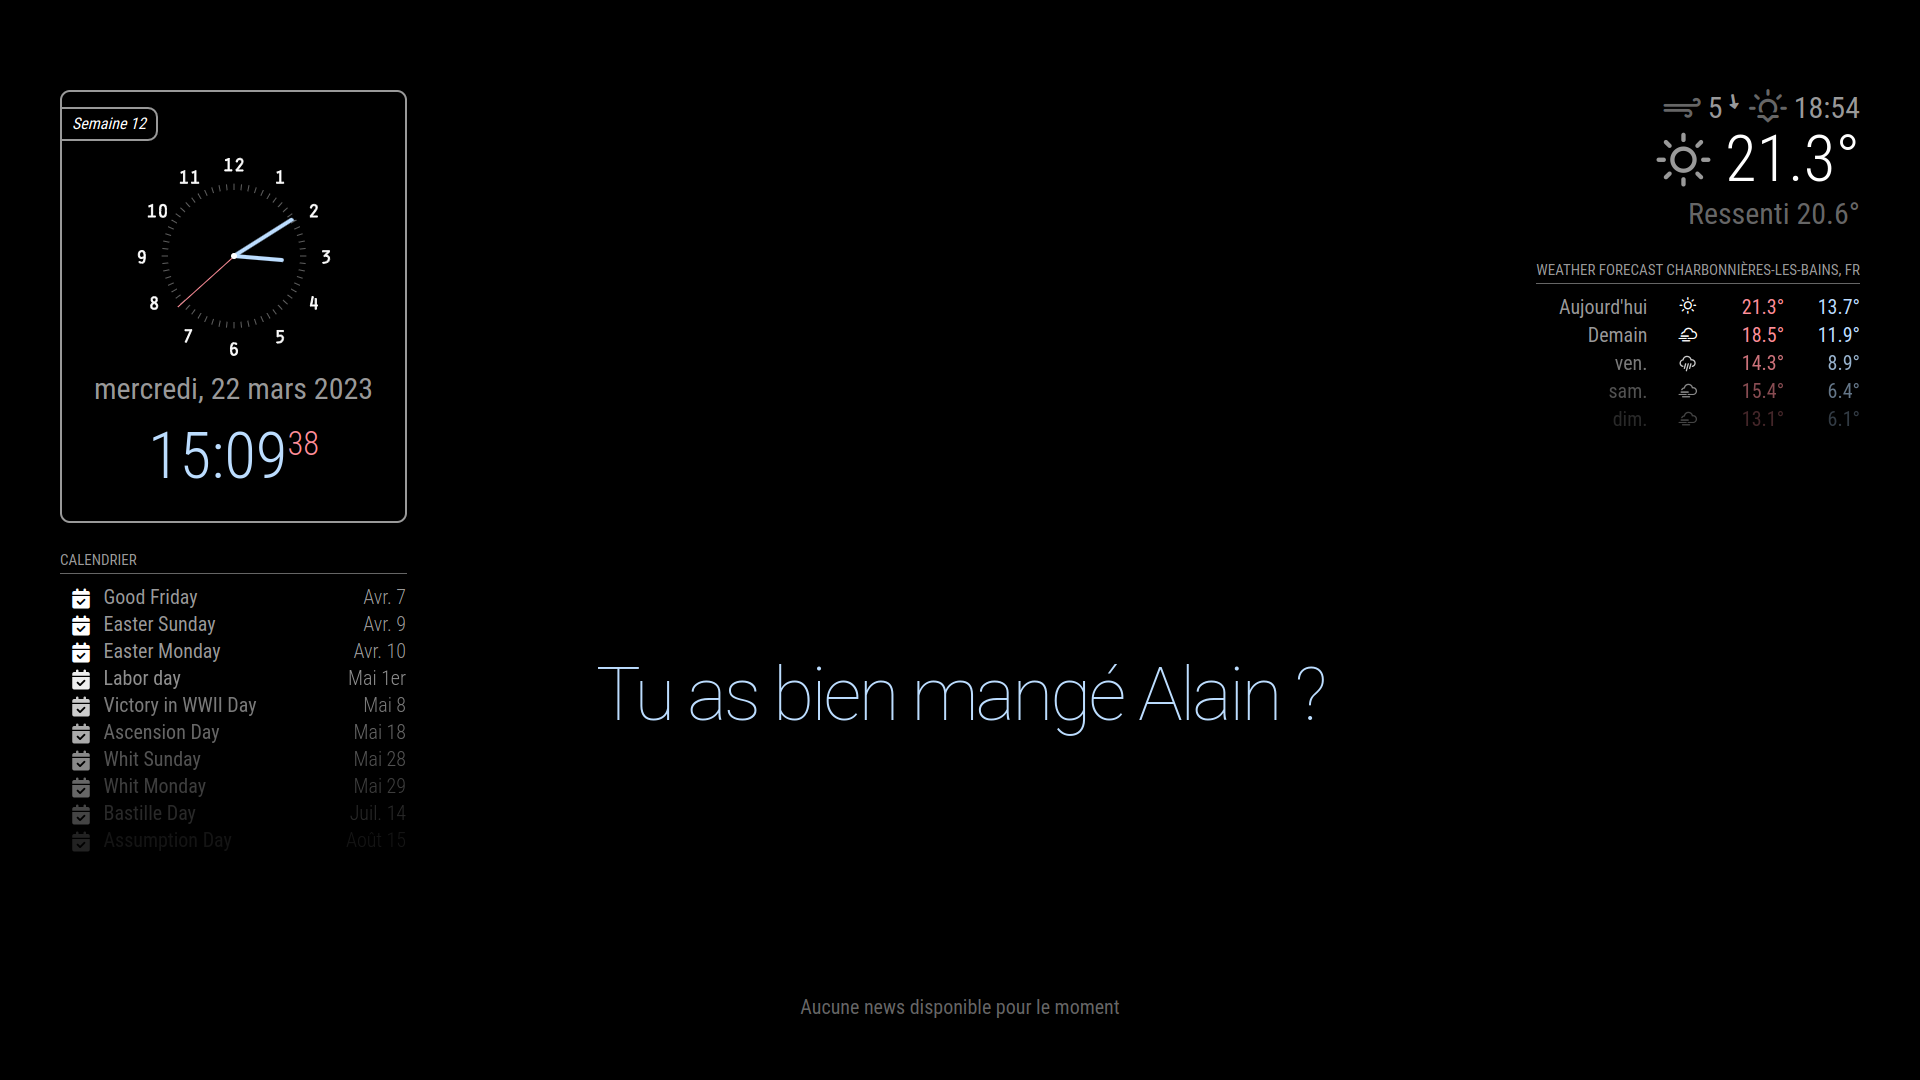 Semaine 12
12
11 1
10 2
9 3
8 4
7 5
6
mercredi, 22 mars 2023
15:09 38
CALENDRIER
Good Friday Avr. 7
Easter Sunday Avr. 9
Easter Monday Avr. 10
Labor day Mai 1er
Victory in WWII Day Mai 8
Ascension Day Mai 18
Whit Sunday Mai 28
Whit Monday Mai 29
Bastille Day Juil. 14
Assumption Day Août 15
Tu as bien mangé Alain ?
5 18:54
21.3°
Ressenti 20.6°
WEATHER FORECAST CHARBONNIÈRES-LES-BAINS, FR
Aujourd'hui 21.3° 13.7°
Demain 18.5° 11.9°
ven. 14.3° 8.9°
sam. 15.4° 6.4°
dim. 13.1° 6.1°
Aucune news disponible pour le moment